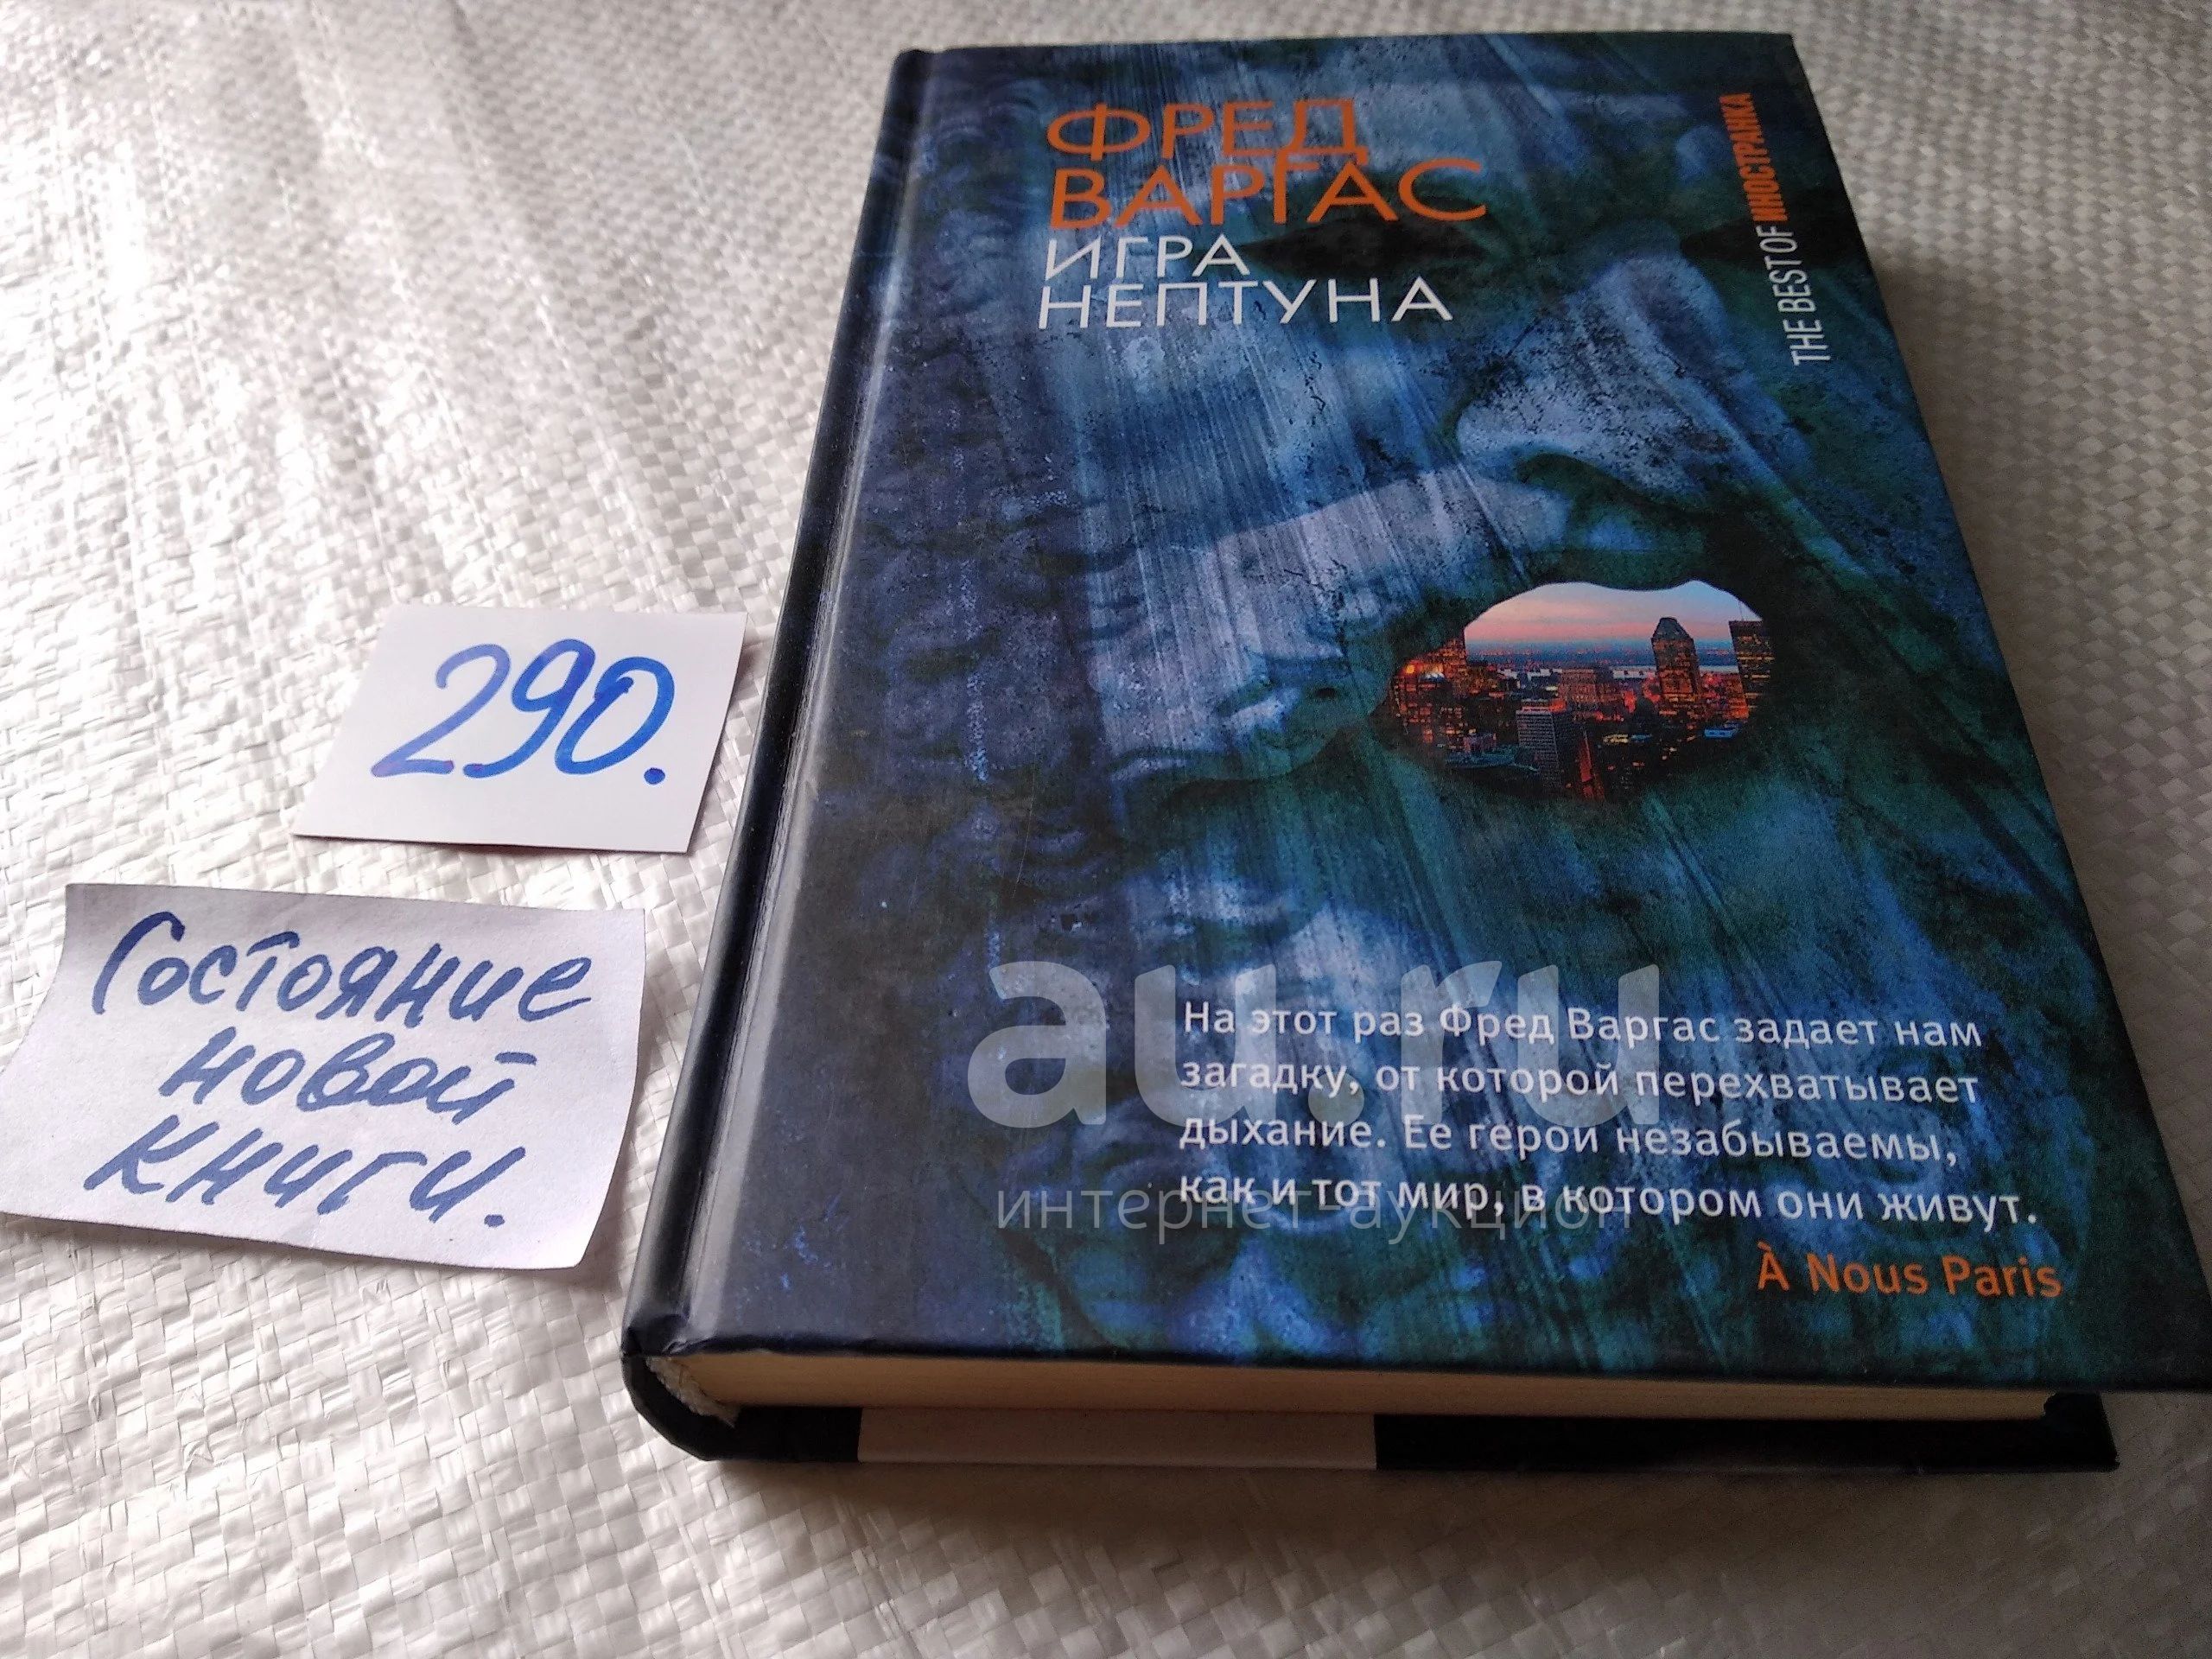 ФРЕД
ВАРГАС
ИГРА
НЕПТУНА
THE BEST OF ИНОСТРАНКА
290.
Состояние
новой
книги.
На этот раз Фред Варгас задает нам
загадку, от которой перехватывает
дыхание. Ее герои незабываемы,
как и тот мир, в котором они живут.
À Nous Paris
au.ru
интернет-аукцион